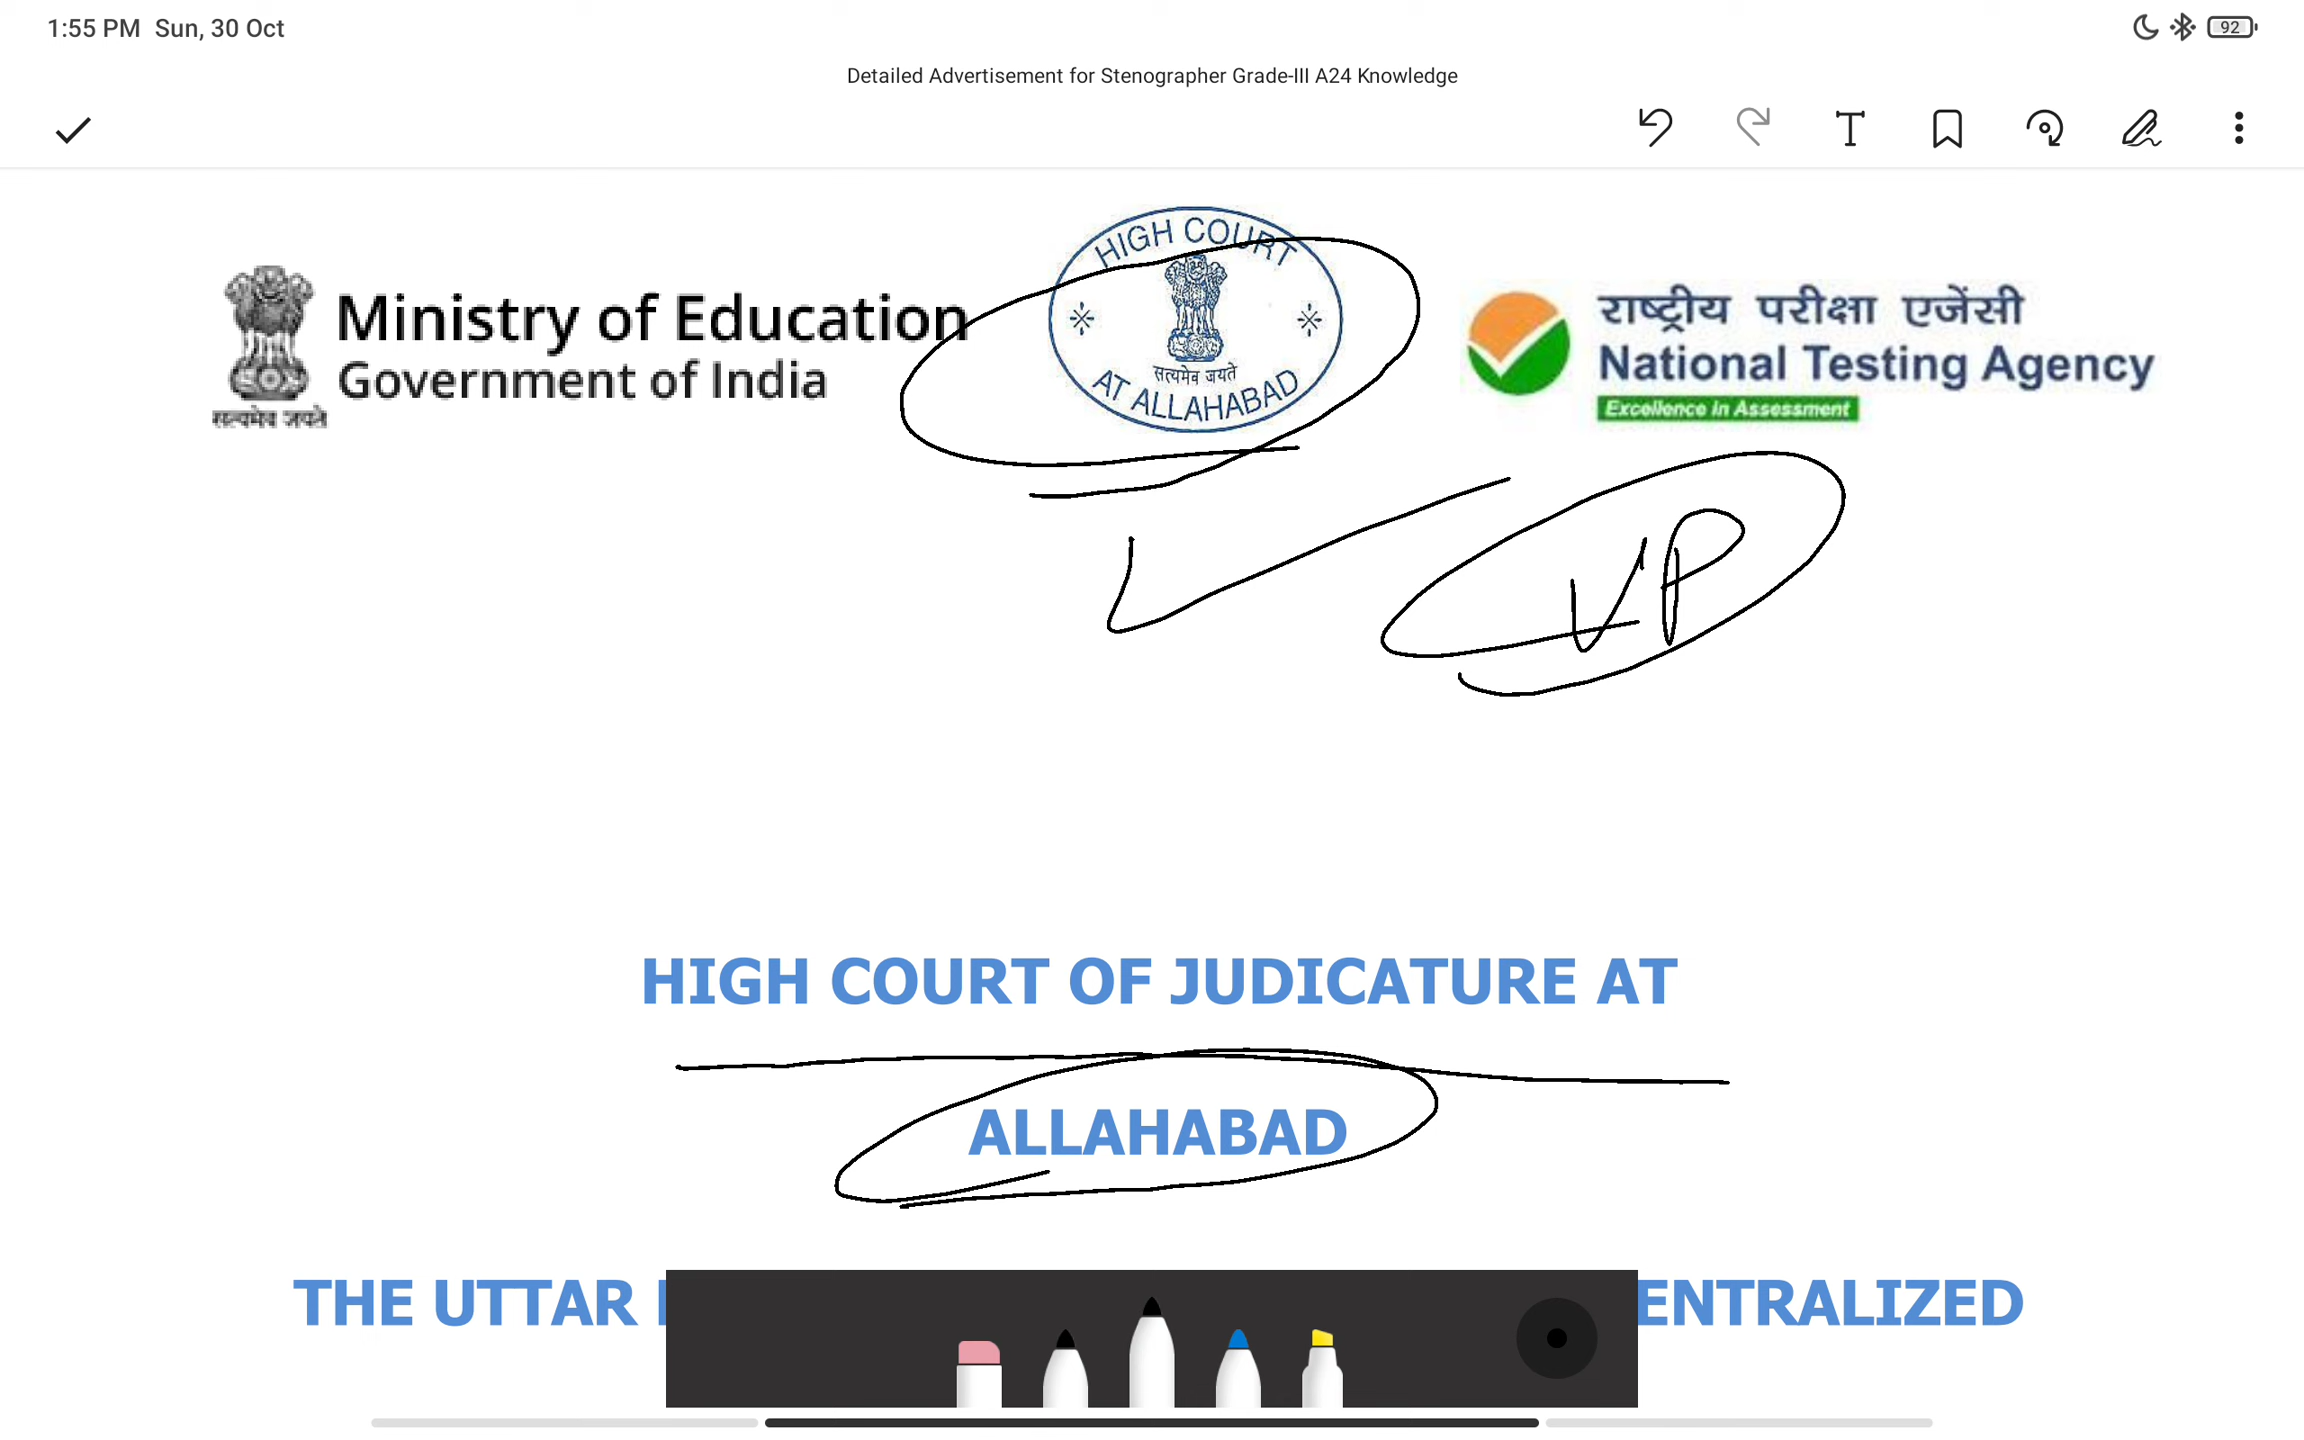 1:55 PM Sun, 30 Oct
92
Detailed Advertisement for Stenographer Grade-III A24 Knowledge
T
HIGH COURT
सत्यमेव जयते
AT ALLAHABAD
Ministry of Education
Government of India
सत्यमेव जयते
राष्ट्रीय परीक्षा एजेंसी
National Testing Agency
Excellence in Assessment
HIGH COURT OF JUDICATURE AT
ALLAHABAD
THE UTTAR ENTRALIZED